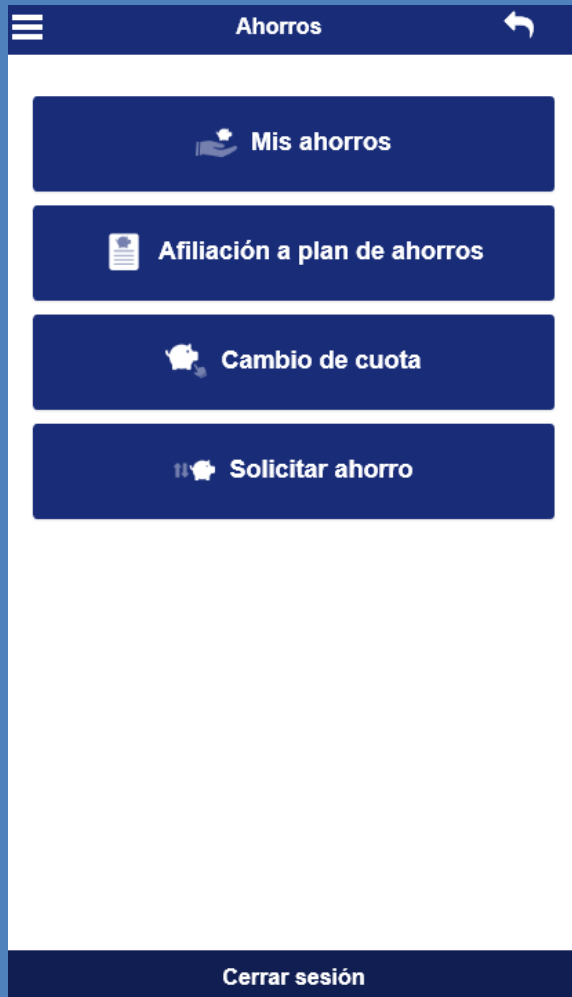 Ahorros
Mis ahorros
Afiliación a plan de ahorros
Cambio de cuota
Solicitar ahorro
Cerrar sesión